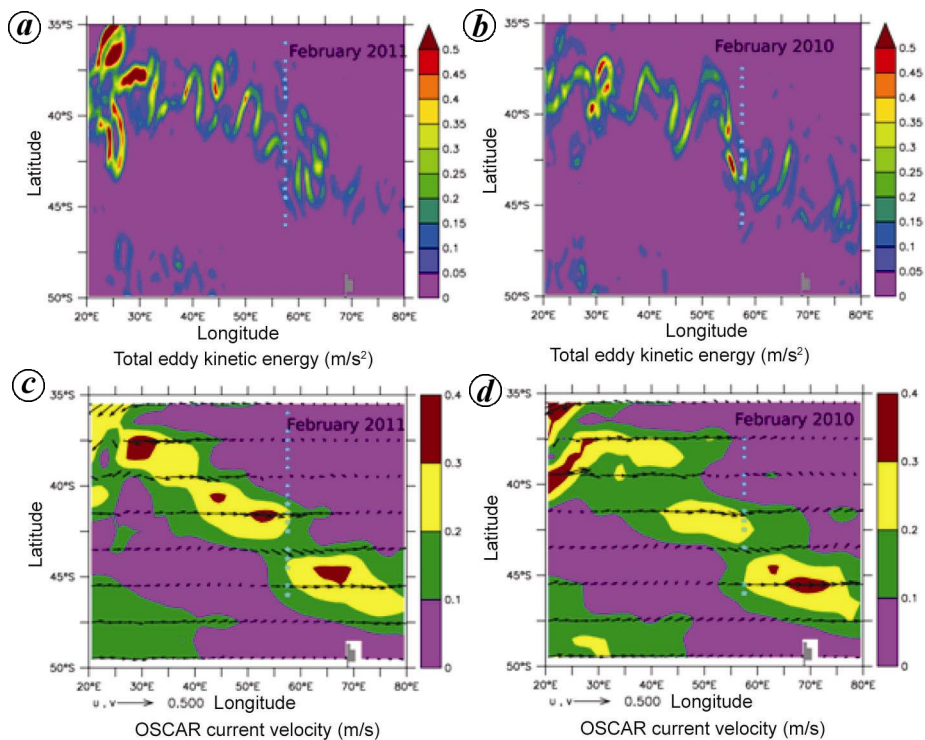 a
February 2011
35°S
40°S
45°S
50°S
Latitude
20°E 30°E 40°E 50°E 60°E 70°E 80°E
Longitude
0.5
0.45
0.4
0.35
0.3
0.25
0.2
0.15
0.1
0.05
0
Total eddy kinetic energy (m/s²)
b
February 2010
35°S
40°S
45°S
50°S
Latitude
20°E 30°E 40°E 50°E 60°E 70°E 80°E
Longitude
0.5
0.45
0.4
0.35
0.3
0.25
0.2
0.15
0.1
0.05
0
Total eddy kinetic energy (m/s²)
c
February 2011
35°S
40°S
45°S
50°S
Latitude
20°E 30°E 40°E 50°E 60°E 70°E 80°E
u, v 0.500 Longitude
0.4
0.3
0.2
0.1
0
OSCAR current velocity (m/s)
d
February 2010
35°S
40°S
45°S
50°S
Latitude
20°E 30°E 40°E 50°E 60°E 70°E 80°E
u, v 0.500 Longitude
0.4
0.3
0.2
0.1
0
OSCAR current velocity (m/s)